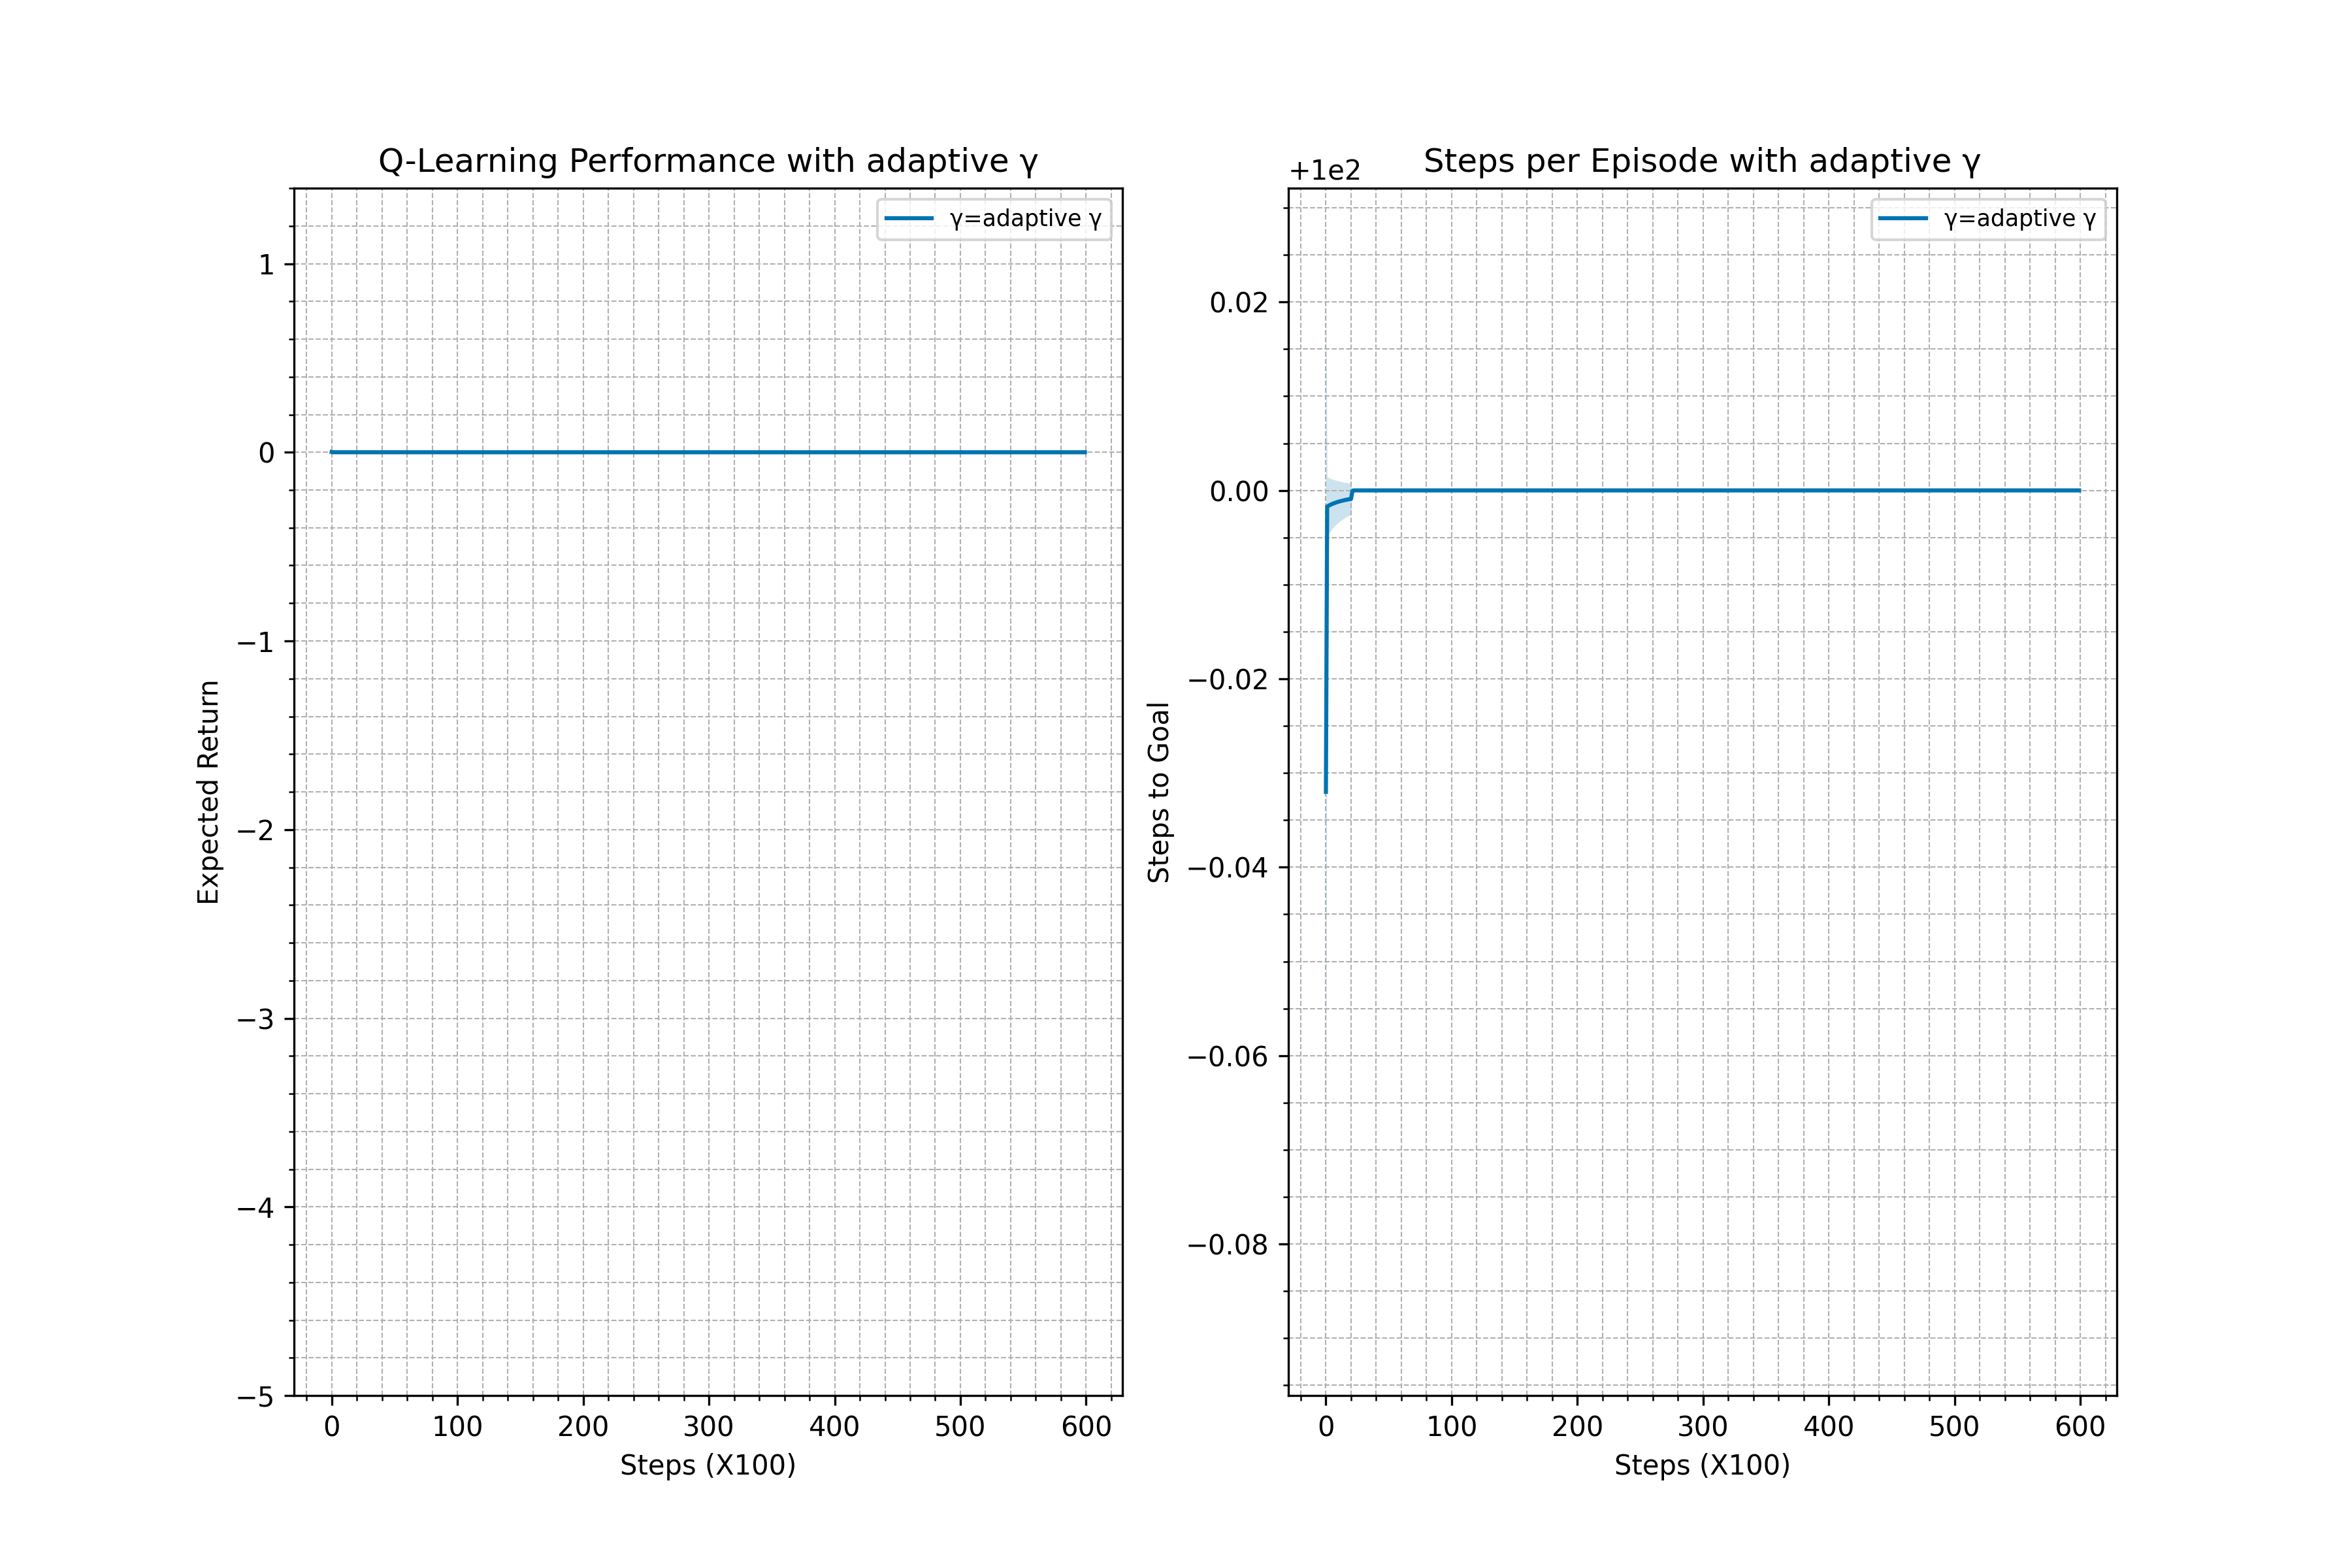 Q-Learning Performance with adaptive γ
γ=adaptive γ
1
0
−1
−2
−3
−4
−5
Expected Return
0 100 200 300 400 500 600
Steps (X100)
+1e2
Steps per Episode with adaptive γ
γ=adaptive γ
0.02
0.00
−0.02
−0.04
−0.06
−0.08
Steps to Goal
0 100 200 300 400 500 600
Steps (X100)